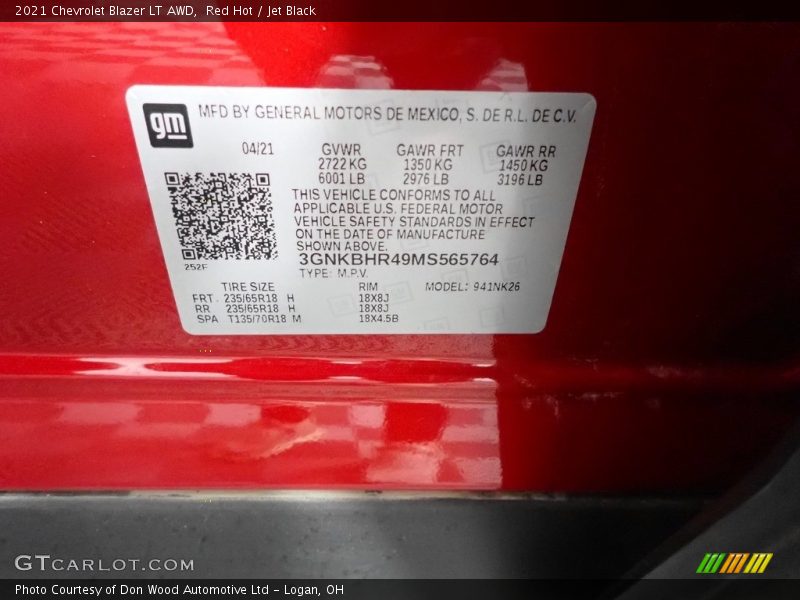 2021 Chevrolet Blazer LT AWD, Red Hot / Jet Black
gm
MFD BY GENERAL MOTORS DE MEXICO, S. DE R.L. DE C.V.
04/21 GVWR GAWR FRT GAWR RR
2722 KG 1350 KG 1450 KG
6001 LB 2976 LB 3196 LB
THIS VEHICLE CONFORMS TO ALL
APPLICABLE U.S. FEDERAL MOTOR
VEHICLE SAFETY STANDARDS IN EFFECT
ON THE DATE OF MANUFACTURE
SHOWN ABOVE.
252F
3GNKBHR49MS565764
TYPE: M.P.V.
TIRE SIZE RIM MODEL: 941NK26
FRT. 235/65R18 H 18X8J
RR 235/65R18 H 18X8J
SPA T135/70R18 M 18X4.5B
GTCARLOT.COM
Photo Courtesy of Don Wood Automotive Ltd - Logan, OH